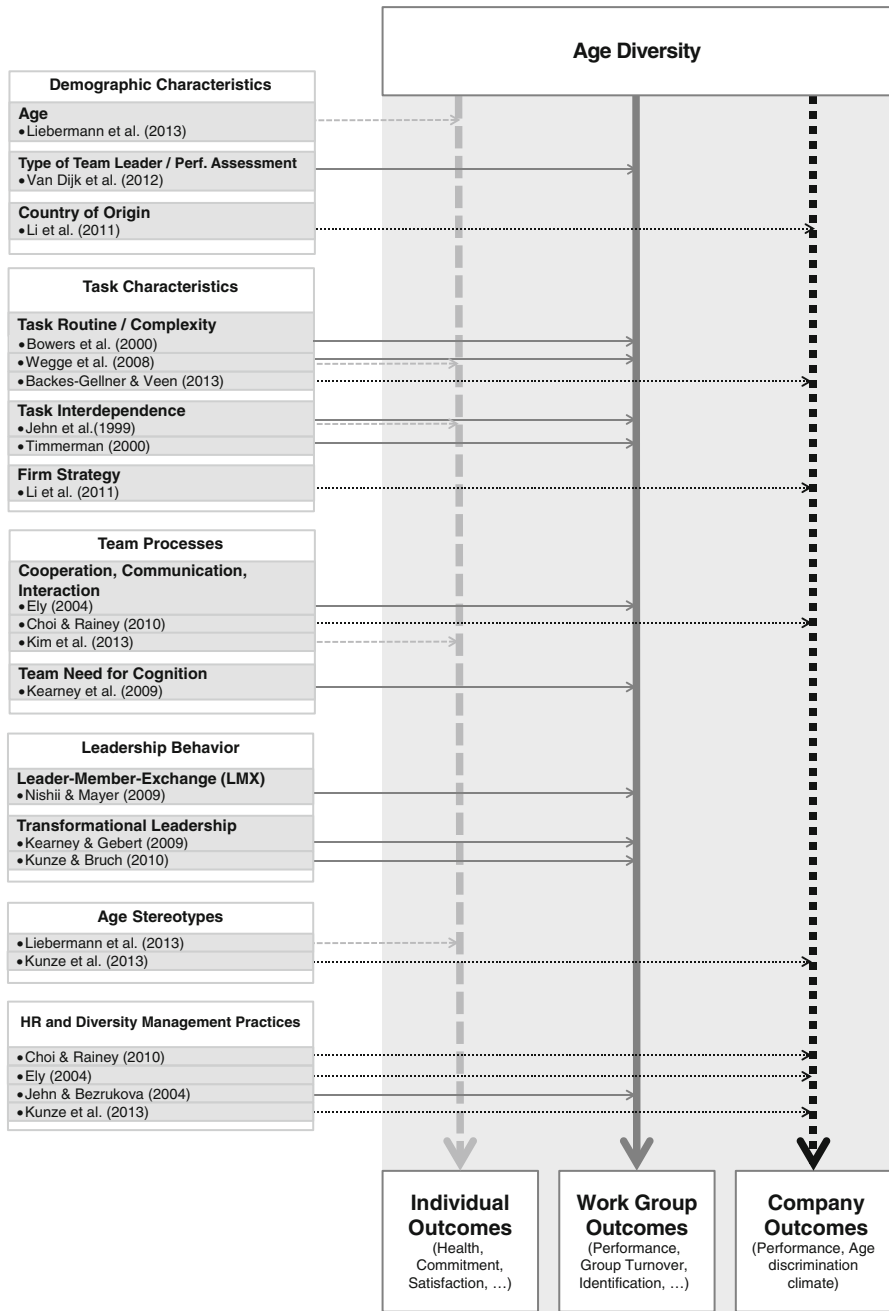 Age Diversity
Demographic Characteristics
Age
•Liebermann et al. (2013)
Type of Team Leader / Perf. Assessment
•Van Dijk et al. (2012)
Country of Origin
•Li et al. (2011)
Task Characteristics
Task Routine / Complexity
•Bowers et al. (2000)
•Wegge et al. (2008)
•Backes-Gellner & Veen (2013)
Task Interdependence
•Jehn et al.(1999)
•Timmerman (2000)
Firm Strategy
•Li et al. (2011)
Team Processes
Cooperation, Communication,
Interaction
•Ely (2004)
•Choi & Rainey (2010)
•Kim et al. (2013)
Team Need for Cognition
•Kearney et al. (2009)
Leadership Behavior
Leader-Member-Exchange (LMX)
•Nishii & Mayer (2009)
Transformational Leadership
•Kearney & Gebert (2009)
•Kunze & Bruch (2010)
Age Stereotypes
•Liebermann et al. (2013)
•Kunze et al. (2013)
HR and Diversity Management Practices
•Choi & Rainey (2010)
•Ely (2004)
•Jehn & Bezrukova (2004)
•Kunze et al. (2013)
Individual
Outcomes
(Health,
Commitment,
Satisfaction, …)
Work Group
Outcomes
(Performance,
Group Turnover,
Identification, …)
Company
Outcomes
(Performance, Age
discrimination
climate)